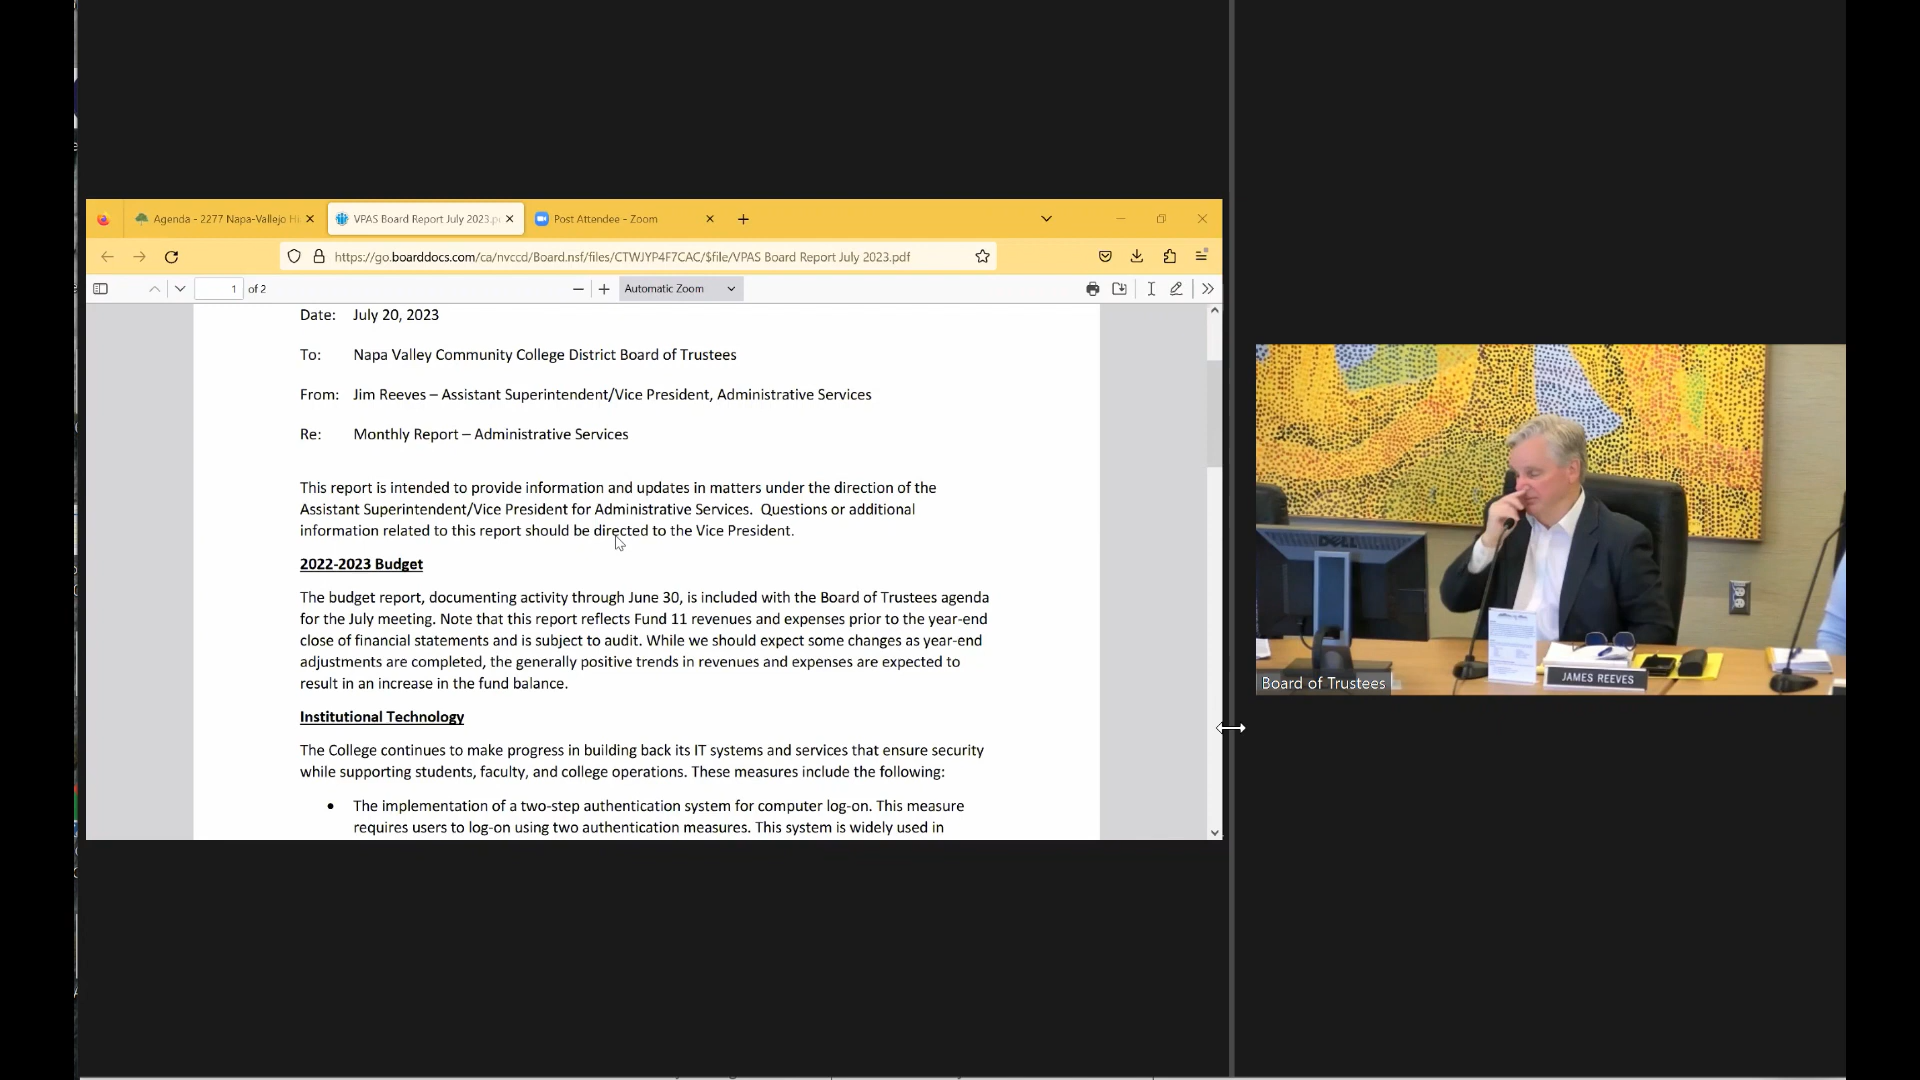 Agenda - 2277 Napa-Vallejo H
VPAS Board Report July 2023.p
Post Attendee - Zoom
https://go.boarddocs.com/ca/nvccd/Board.nsf/files/CTWJYP4F7CAC/$file/VPAS Board Report July 2023.pdf
1 of 2
Automatic Zoom
Date: July 20, 2023
To: Napa Valley Community College District Board of Trustees
From: Jim Reeves – Assistant Superintendent/Vice President, Administrative Services
Re: Monthly Report – Administrative Services
This report is intended to provide information and updates in matters under the direction of the
Assistant Superintendent/Vice President for Administrative Services. Questions or additional
information related to this report should be directed to the Vice President.
2022-2023 Budget
The budget report, documenting activity through June 30, is included with the Board of Trustees agenda
for the July meeting. Note that this report reflects Fund 11 revenues and expenses prior to the year-end
close of financial statements and is subject to audit. While we should expect some changes as year-end
adjustments are completed, the generally positive trends in revenues and expenses are expected to
result in an increase in the fund balance.
Institutional Technology
The College continues to make progress in building back its IT systems and services that ensure security
while supporting students, faculty, and college operations. These measures include the following:
• The implementation of a two-step authentication system for computer log-on. This measure
requires users to log-on using two authentication measures. This system is widely used in
DELL
JAMES REEVES
Board of Trustees